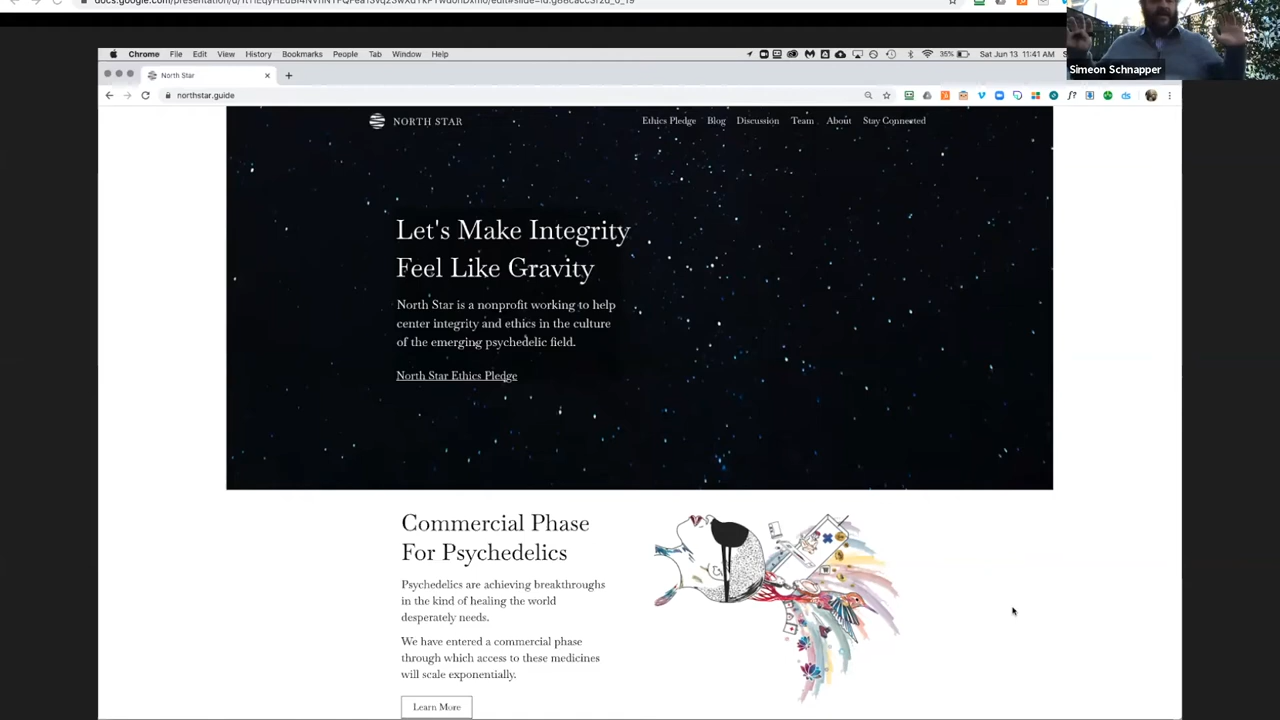 Simeon Schnapper
Chrome File Edit View History Bookmarks People Tab Window Help
35% Sat Jun 13 11:41 AM
North Star
northstar.guide
NORTH STAR
Ethics Pledge Blog Discussion Team About Stay Connected
Let's Make Integrity
Feel Like Gravity
North Star is a nonprofit working to help
center integrity and ethics in the culture
of the emerging psychedelic field.
North Star Ethics Pledge
Commercial Phase
For Psychedelics
Psychedelics are achieving breakthroughs
in the kind of healing the world
desperately needs.
We have entered a commercial phase
through which access to these medicines
will scale exponentially.
Learn More